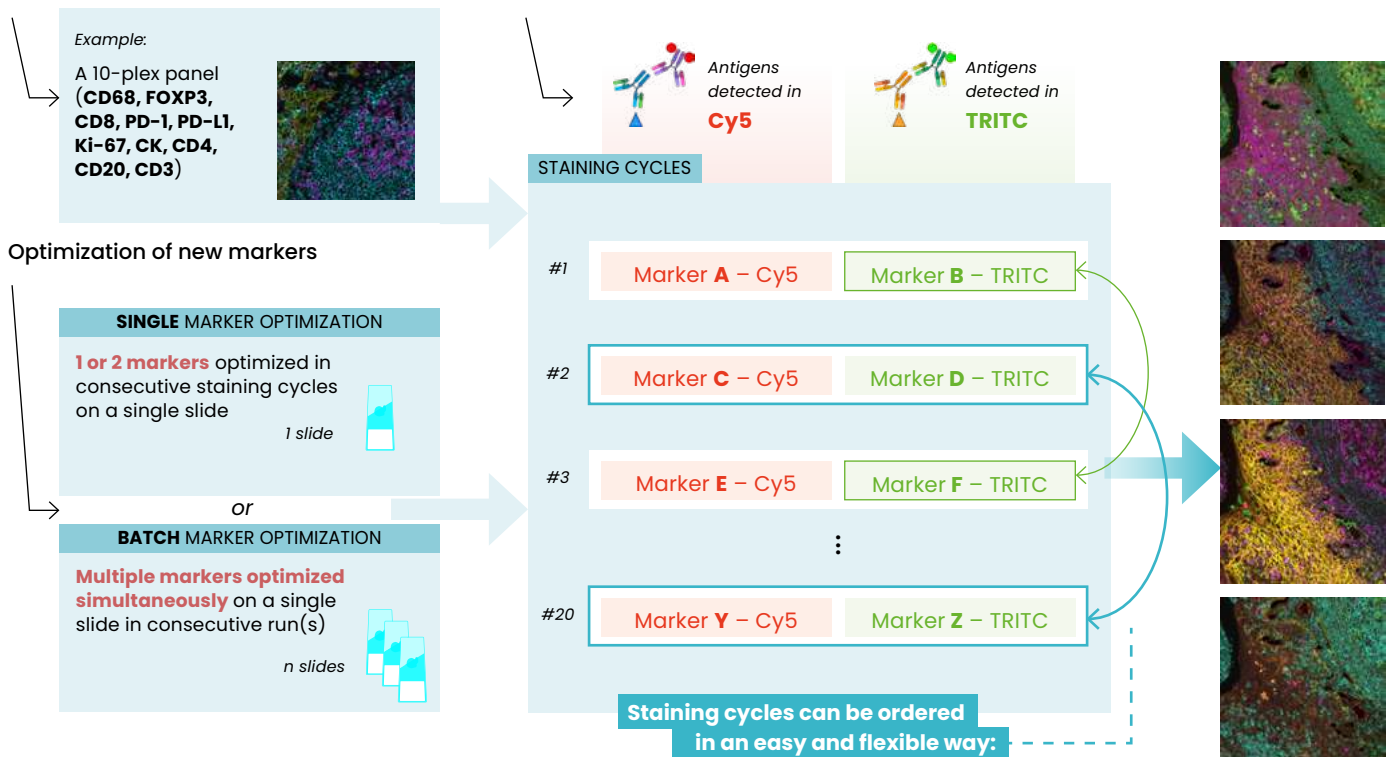 Example:
A 10-plex panel
(CD68, FOXP3,
CD8, PD-1, PD-L1,
Ki-67, CK, CD4,
CD20, CD3)
Optimization of new markers
SINGLE MARKER OPTIMIZATION
1 or 2 markers optimized in
consecutive staining cycles
on a single slide
1 slide
or
BATCH MARKER OPTIMIZATION
Multiple markers optimized
simultaneously on a single
slide in consecutive run(s)
n slides
Antigens
detected in
Cy5
Antigens
detected in
TRITC
STAINING CYCLES
#1
Marker A – Cy5
Marker B – TRITC
#2
Marker C – Cy5
Marker D – TRITC
#3
Marker E – Cy5
Marker F – TRITC
⋮
#20
Marker Y – Cy5
Marker Z – TRITC
Staining cycles can be ordered
in an easy and flexible way: